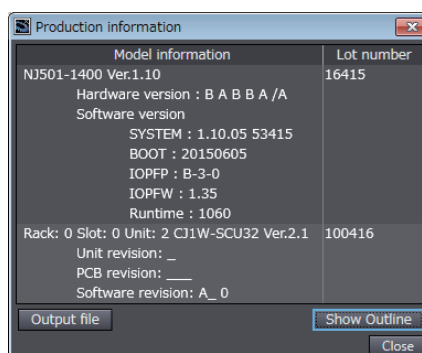 Production information
Model information Lot number
NJ501-1400 Ver.1.10 16415
Hardware version : B A B B A /A
Software version
SYSTEM : 1.10.05 53415
BOOT : 20150605
IOPFP : B-3-0
IOPFW : 1.35
Runtime : 1060
Rack: 0 Slot: 0 Unit: 2 CJ1W-SCU32 Ver.2.1 100416
Unit revision: _
PCB revision: ___
Software revision: A_ 0
Output file Show Outline
Close